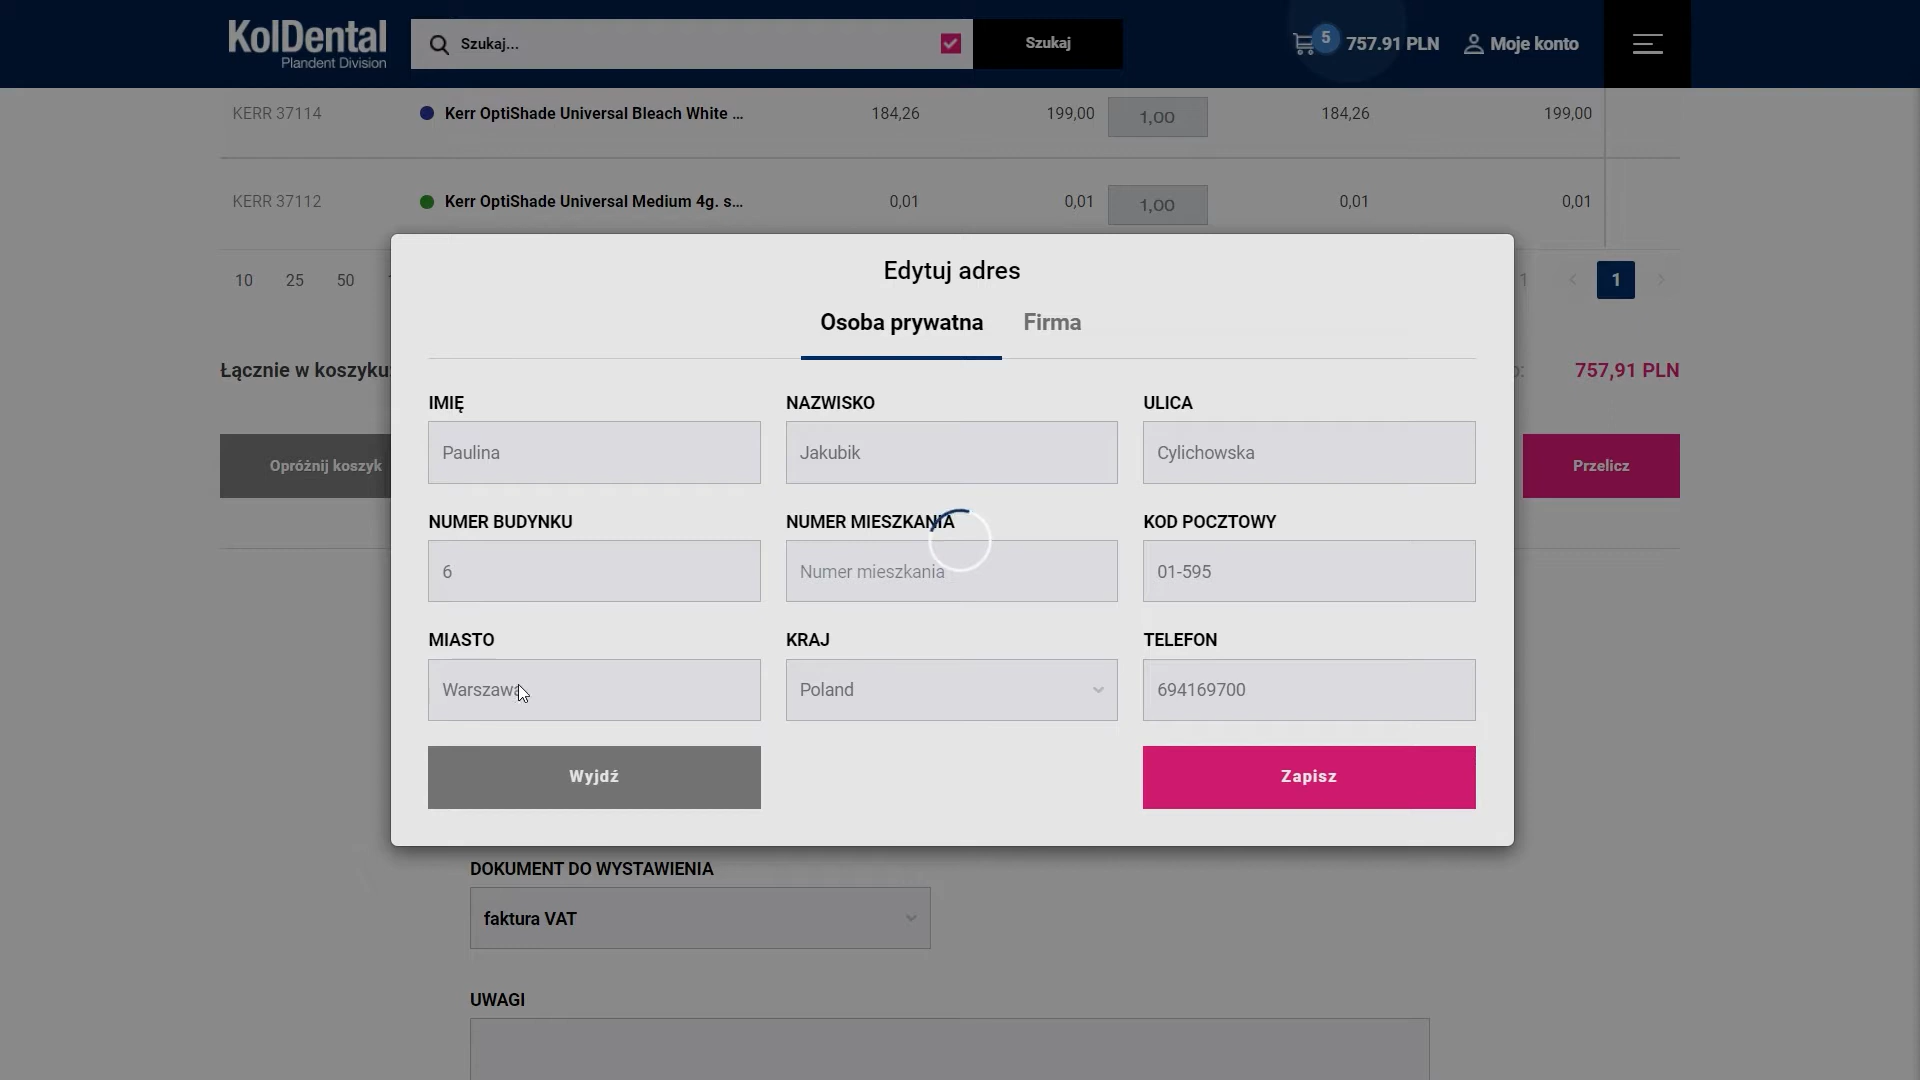 KolDental
Plandent Division
Szukaj...
Szukaj
5
757.91 PLN
Moje konto
KERR 37114
Kerr OptiShade Universal Bleach White ...
184,26
199,00
1,00
184,26
199,00
KERR 37112
Kerr OptiShade Universal Medium 4g. s...
0,01
0,01
1,00
0,01
0,01
10
25
50
1
1
Łącznie w koszyku:
757,91 PLN
Opróżnij koszyk
Przelicz
Edytuj adres
Osoba prywatna
Firma
IMIĘ
NAZWISKO
ULICA
Paulina
Jakubik
Cylichowska
NUMER BUDYNKU
NUMER MIESZKANIA
KOD POCZTOWY
6
Numer mieszkania
01-595
MIASTO
KRAJ
TELEFON
Warszawa
Poland
694169700
Wyjdź
Zapisz
DOKUMENT DO WYSTAWIENIA
faktura VAT
UWAGI